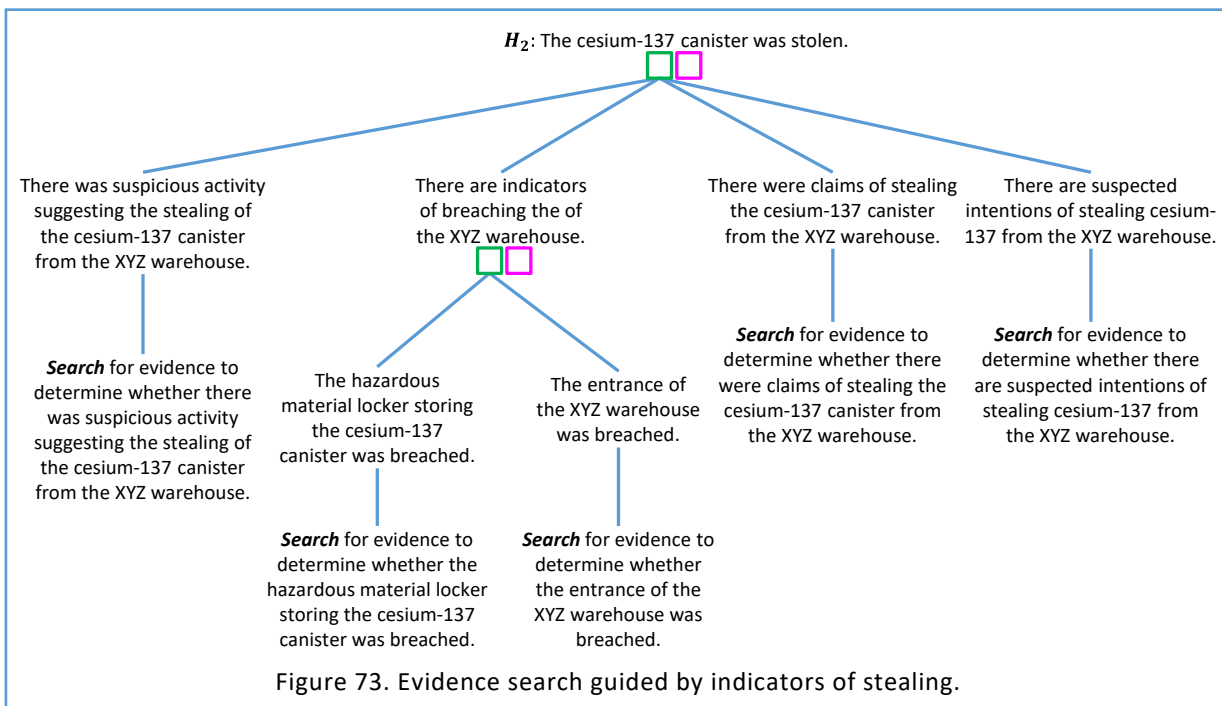 H₂: The cesium-137 canister was stolen.
There was suspicious activity
suggesting the stealing of
the cesium-137 canister
from the XYZ warehouse.
There are indicators
of breaching the of
the XYZ warehouse.
There were claims of stealing
the cesium-137 canister
from the XYZ warehouse.
There are suspected
intentions of stealing cesium-
137 from the XYZ warehouse.
Search for evidence to
determine whether there
was suspicious activity
suggesting the stealing of
the cesium-137 canister
from the XYZ warehouse.
The hazardous
material locker storing
the cesium-137
canister was breached.
The entrance of
the XYZ warehouse
was breached.
Search for evidence to
determine whether there
were claims of stealing the
cesium-137 canister from
the XYZ warehouse.
Search for evidence to
determine whether there
are suspected intentions of
stealing cesium-137 from
the XYZ warehouse.
Search for evidence to
determine whether the
hazardous material locker
storing the cesium-137
canister was breached.
Search for evidence to
determine whether
the entrance of the
XYZ warehouse was
breached.
Figure 73. Evidence search guided by indicators of stealing.